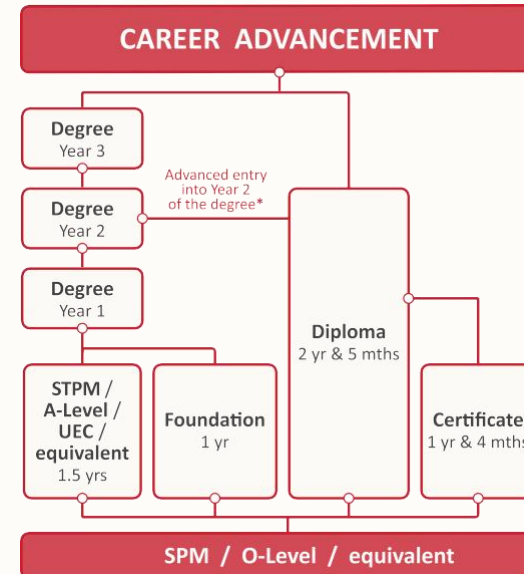 CAREER ADVANCEMENT
Degree
Year 3
Advanced entry
into Year 2
of the degree*
Degree
Year 2
Degree
Year 1
Diploma
2 yr & 5 mths
STPM /
A-Level /
UEC /
equivalent
1.5 yrs
Foundation
1 yr
Certificate
1 yr & 4 mths
SPM / O-Level / equivalent